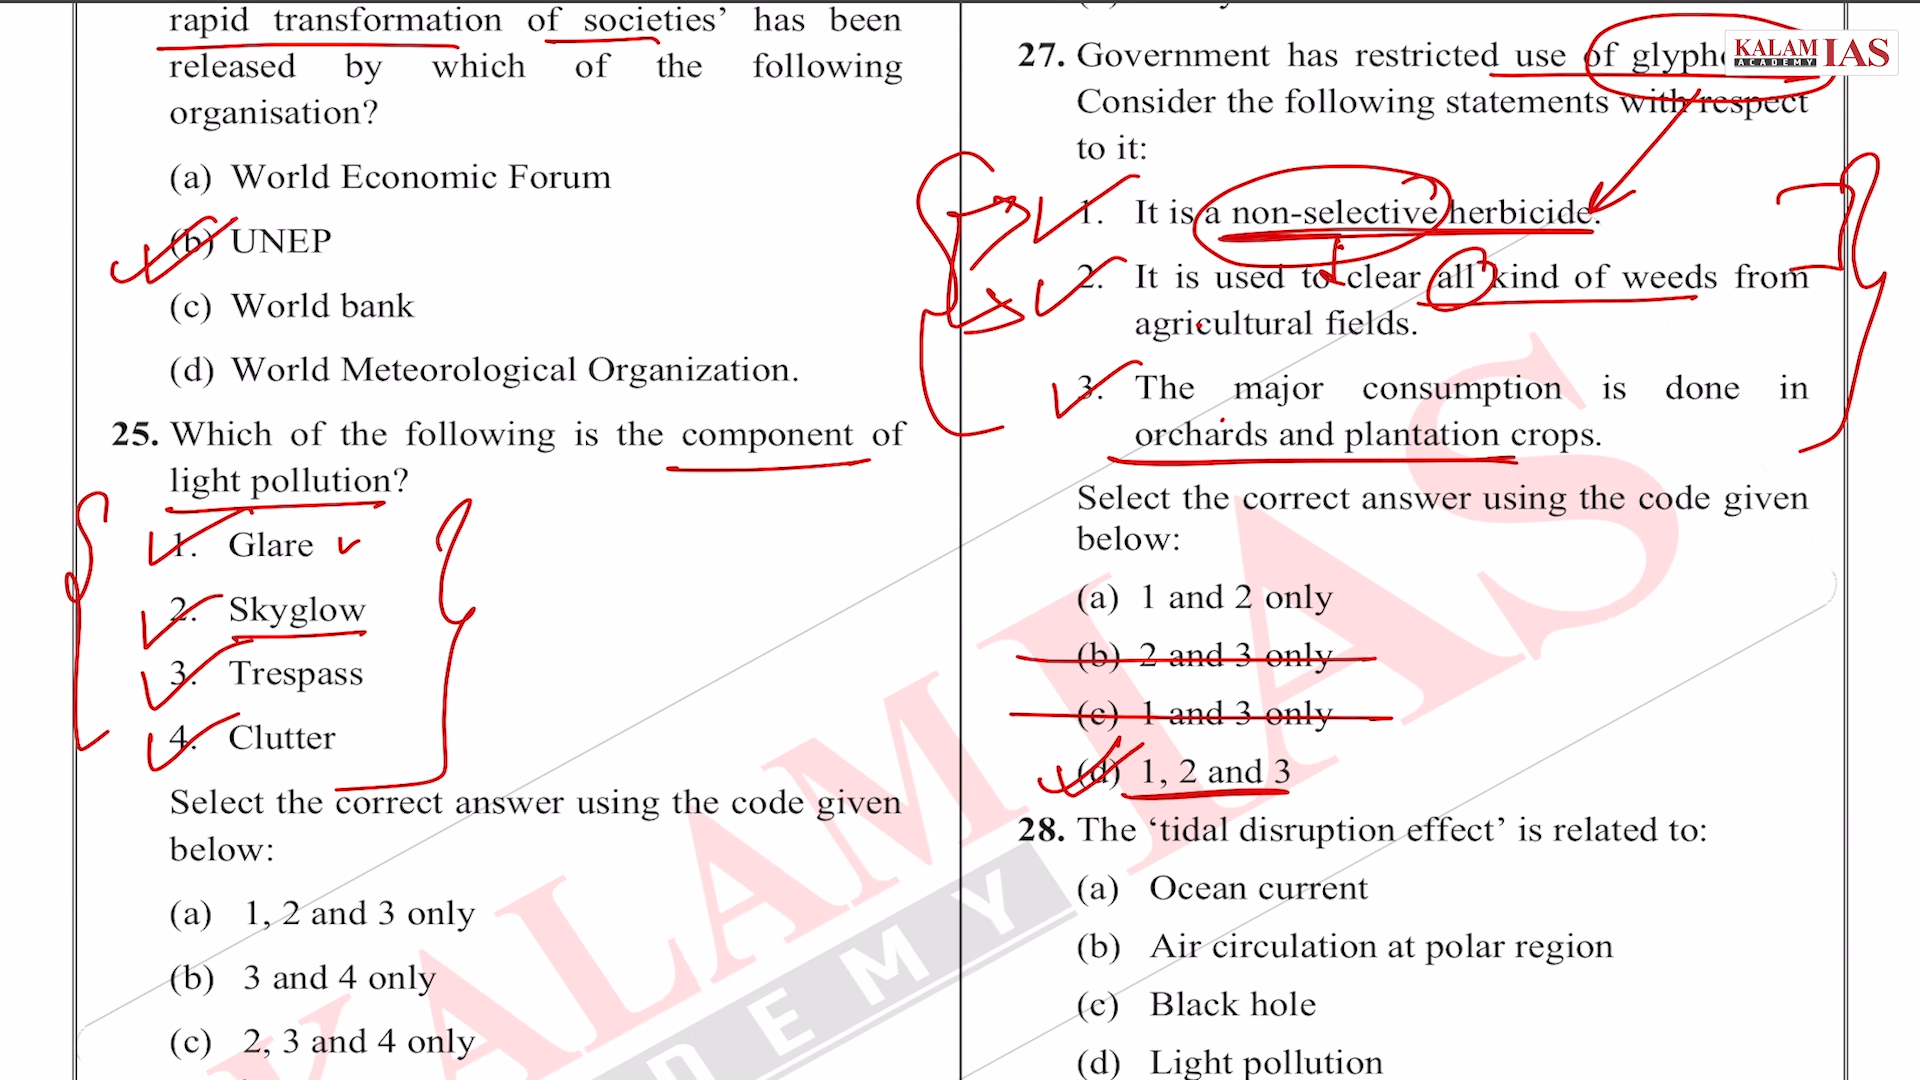 rapid transformation of societies’ has been
released by which of the following
organisation?
(a) World Economic Forum
(b) UNEP
(c) World bank
(d) World Meteorological Organization.
25. Which of the following is the component of
light pollution?
1. Glare
2. Skyglow
3. Trespass
4. Clutter
Select the correct answer using the code given
below:
(a) 1, 2 and 3 only
(b) 3 and 4 only
(c) 2, 3 and 4 only
27. Government has restricted use of
Consider the following statements with respect
to it:
1. It is a non-selective herbicide.
2. It is used to clear all kind of weeds from
agricultural fields.
3. The major consumption is done in
orchards and plantation crops.
Select the correct answer using the code given
below:
(a) 1 and 2 only
(b) 2 and 3 only
(c) 1 and 3 only
(d) 1, 2 and 3
28. The ‘tidal disruption effect’ is related to:
(a) Ocean current
(b) Air circulation at polar region
(c) Black hole
(d) Light pollution
KALAM IAS
ACADEMY
KALAM IAS